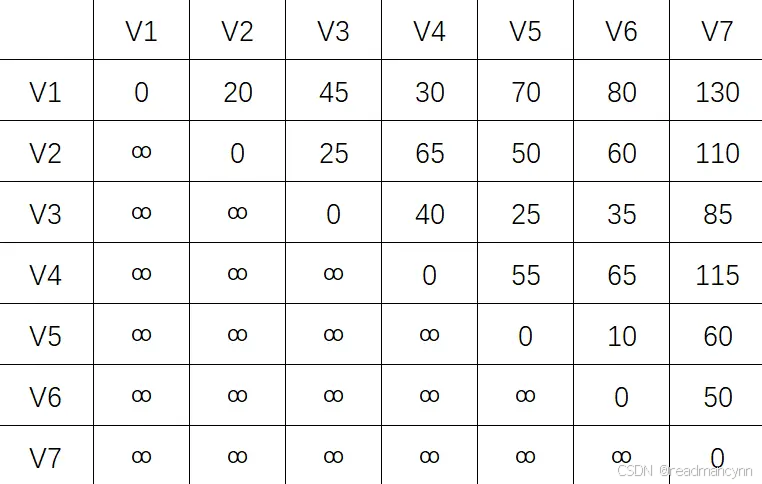 V1 V2 V3 V4 V5 V6 V7
V1 0 20 45 30 70 80 130
V2 ∞ 0 25 65 50 60 110
V3 ∞ ∞ 0 40 25 35 85
V4 ∞ ∞ ∞ 0 55 65 115
V5 ∞ ∞ ∞ ∞ 0 10 60
V6 ∞ ∞ ∞ ∞ ∞ 0 50
V7 ∞ ∞ ∞ ∞ ∞ ∞ 0
CSDN @readmancynn